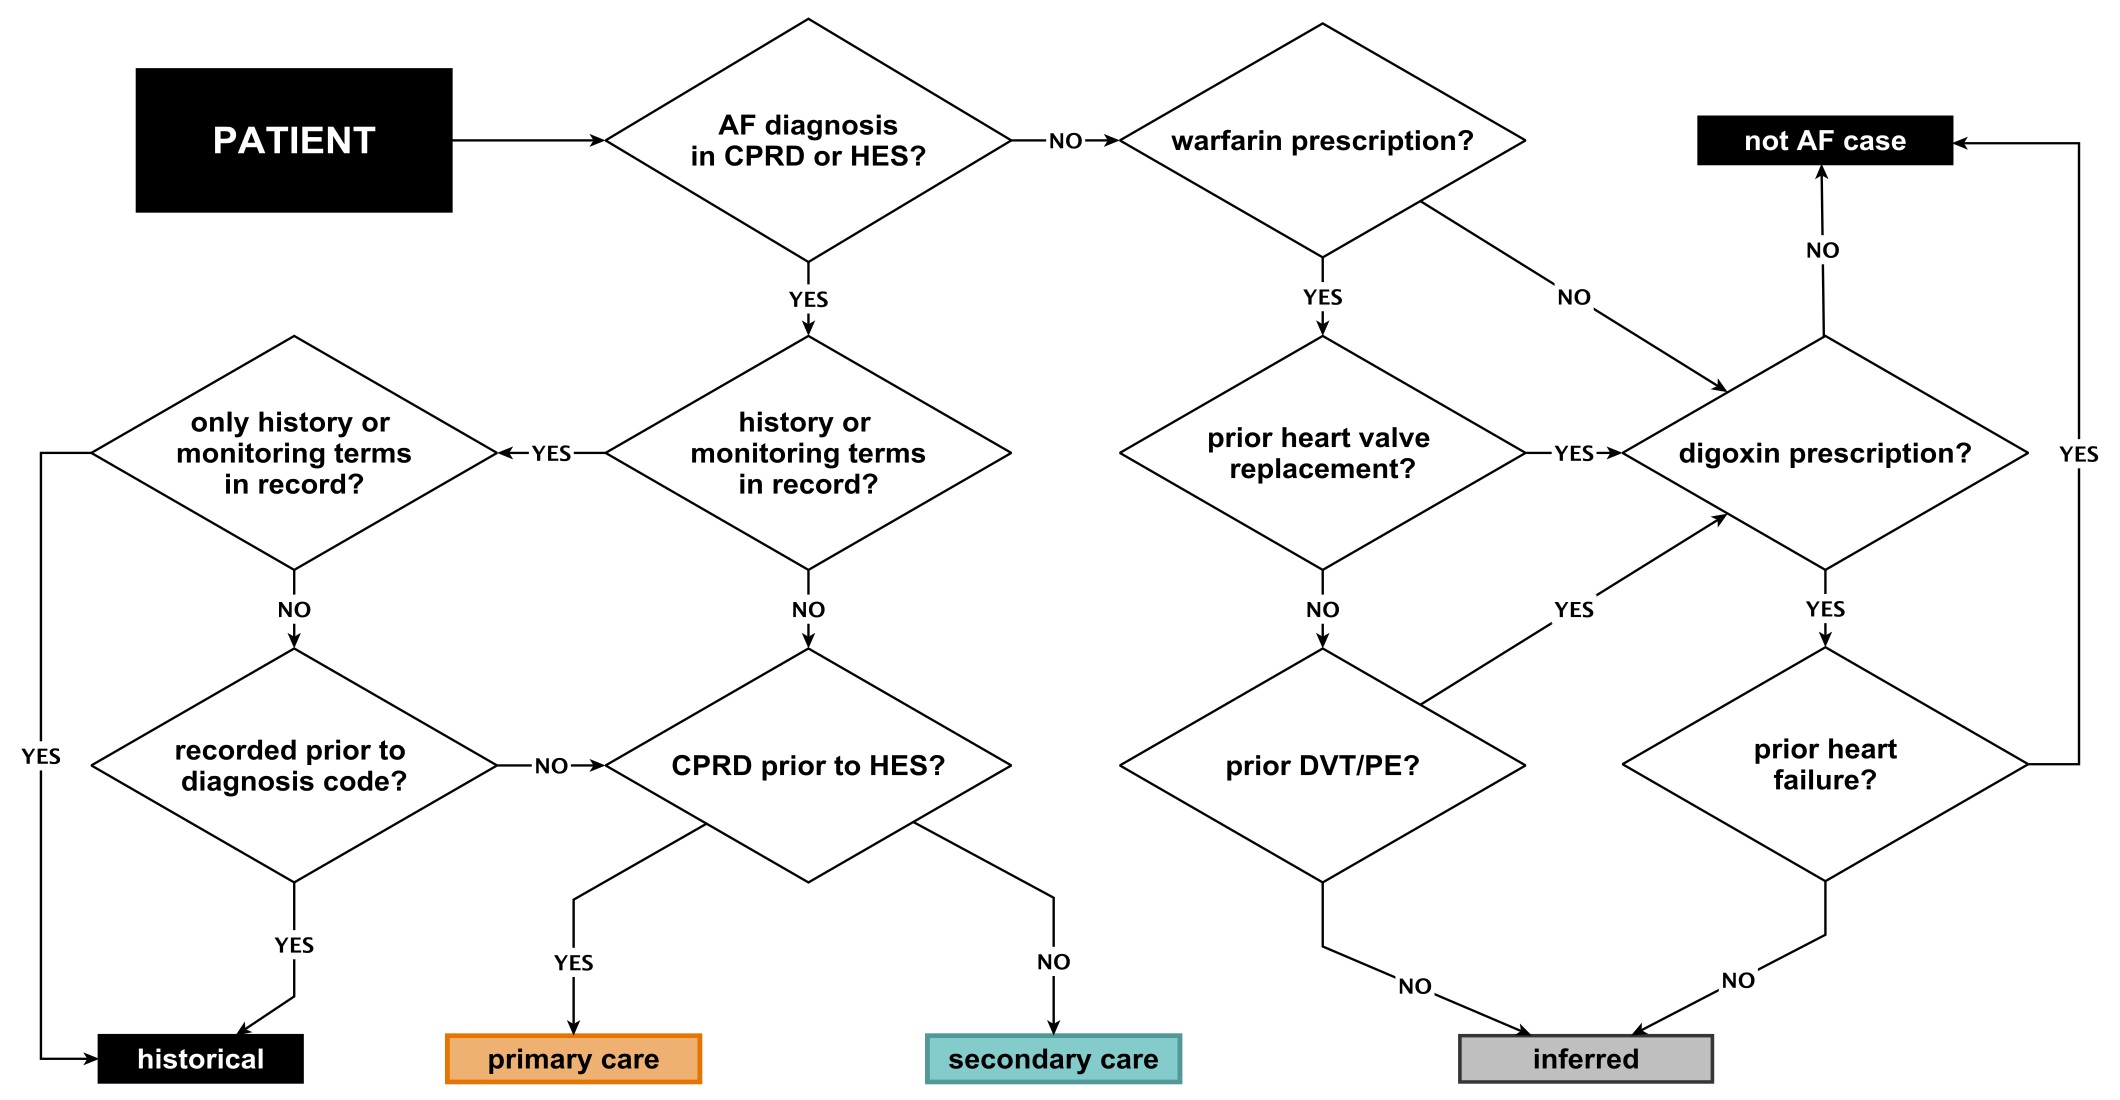 PATIENT
AF diagnosis
in CPRD or HES?
NO
warfarin prescription?
not AF case
NO
YES
YES
NO
only history or
monitoring terms
in record?
YES
history or
monitoring terms
in record?
prior heart valve
replacement?
YES
digoxin prescription?
YES
NO
NO
NO
YES
YES
YES
recorded prior to
diagnosis code?
NO
CPRD prior to HES?
prior DVT/PE?
prior heart
failure?
YES
YES
NO
NO
NO
historical
primary care
secondary care
inferred